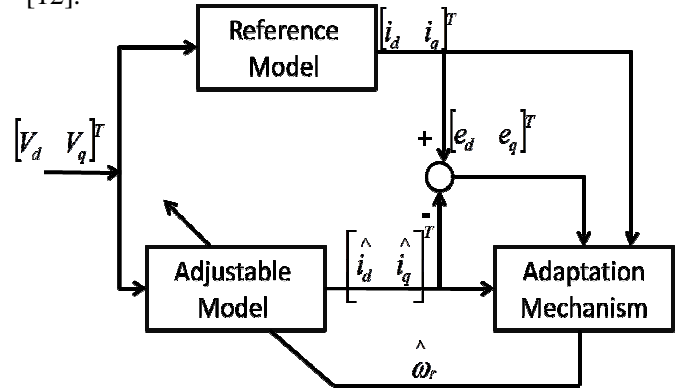 [12].
Reference
Model
[i_d i_q]^T
[V_d V_q]^T
+
[e_d e_q]^T
-
Adjustable
Model
[î_d î_q]^T
Adaptation
Mechanism
ω̂_r